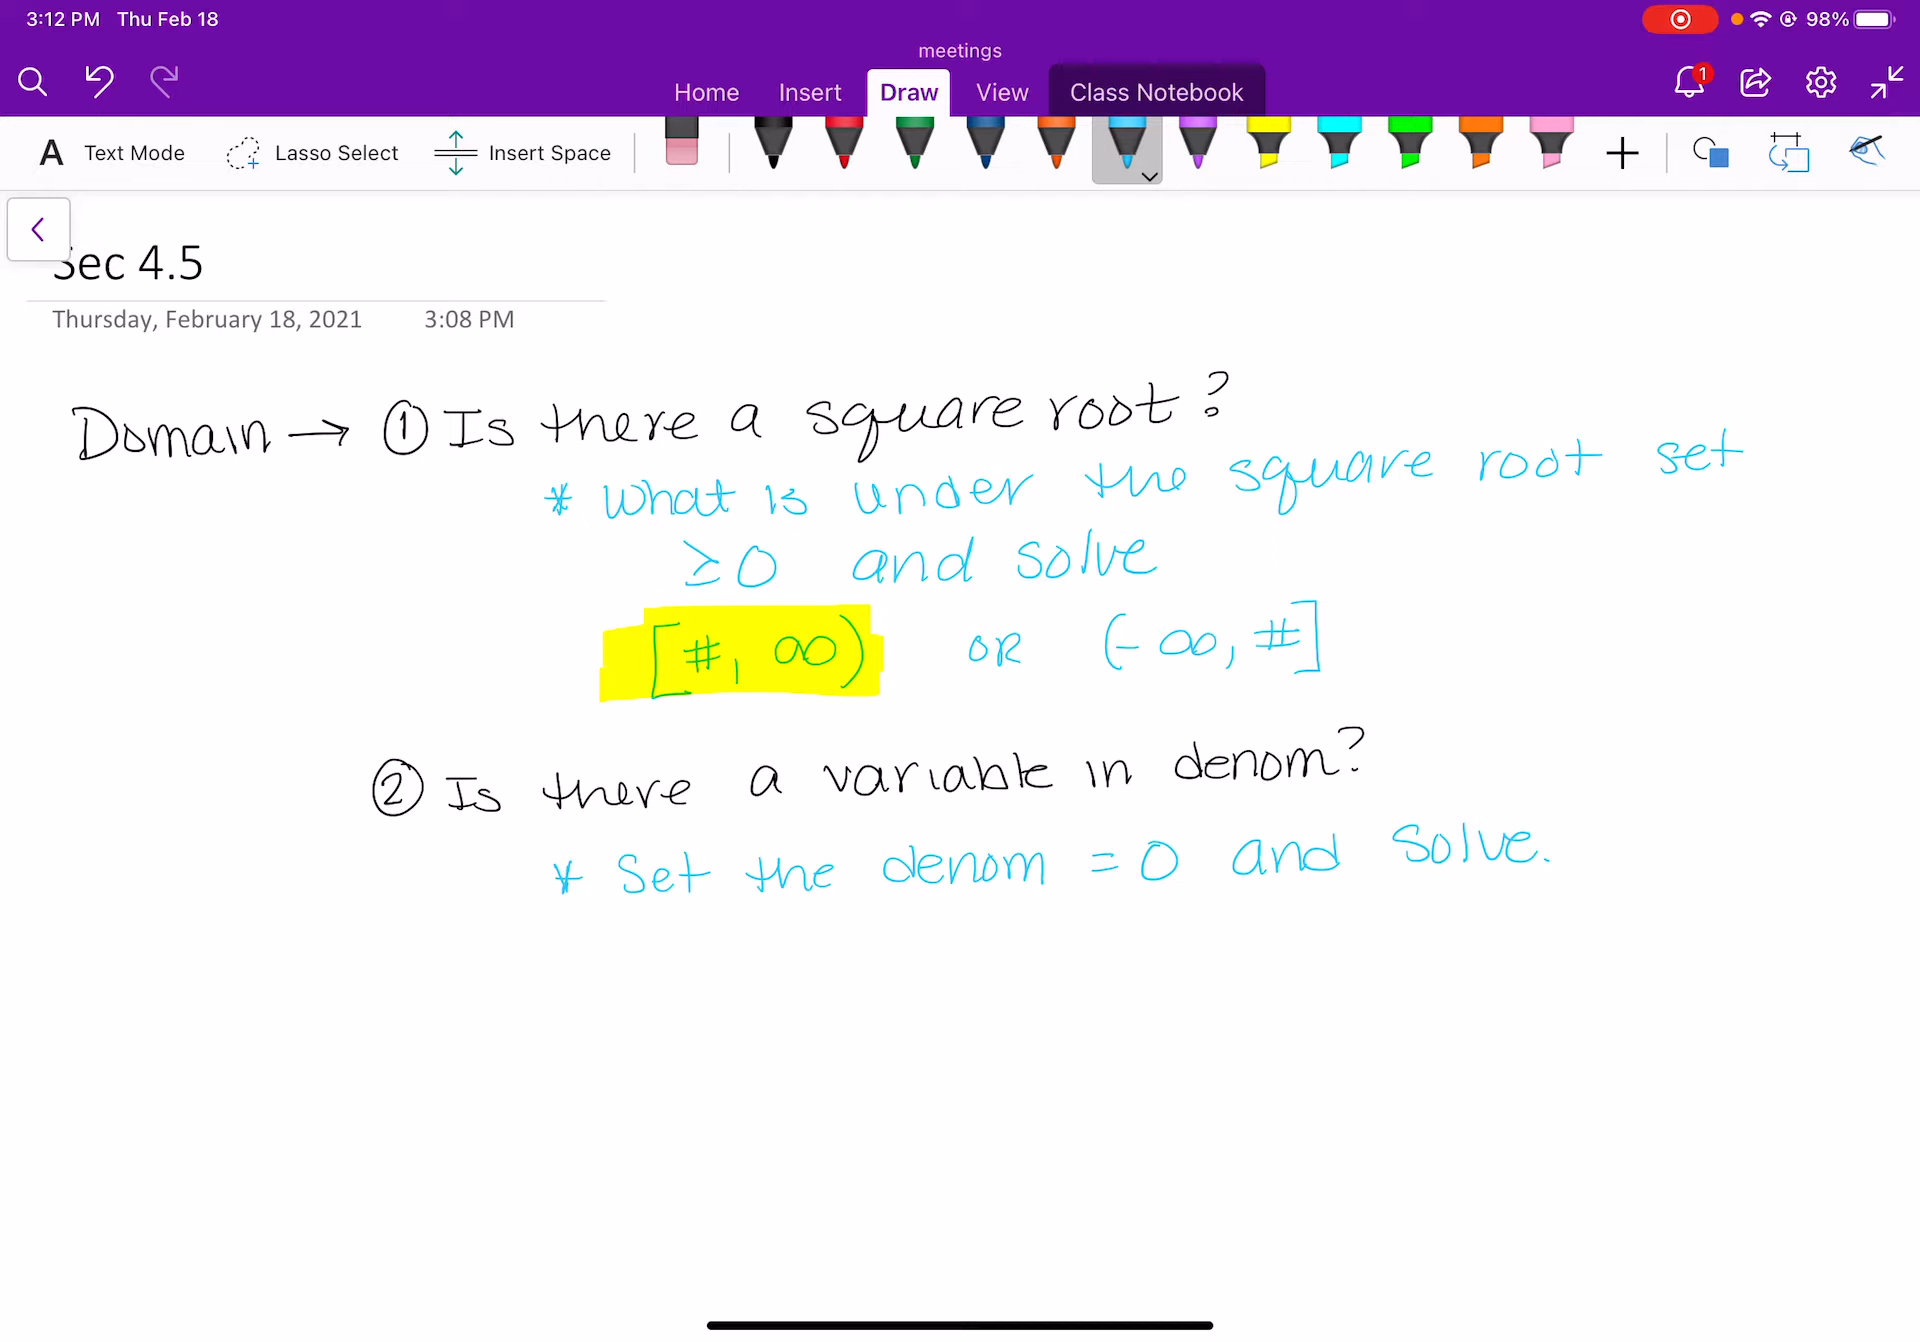 3:12 PM Thu Feb 18
98%
meetings
Home Insert Draw View Class Notebook
1
A Text Mode Lasso Select Insert Space
Sec 4.5
Thursday, February 18, 2021 3:08 PM
Domain → ① Is there a square root?
* What is under the square root set
≥0 and solve
[#, ∞) OR (-∞, #]
② Is there a variable in denom?
* Set the denom = 0 and solve.